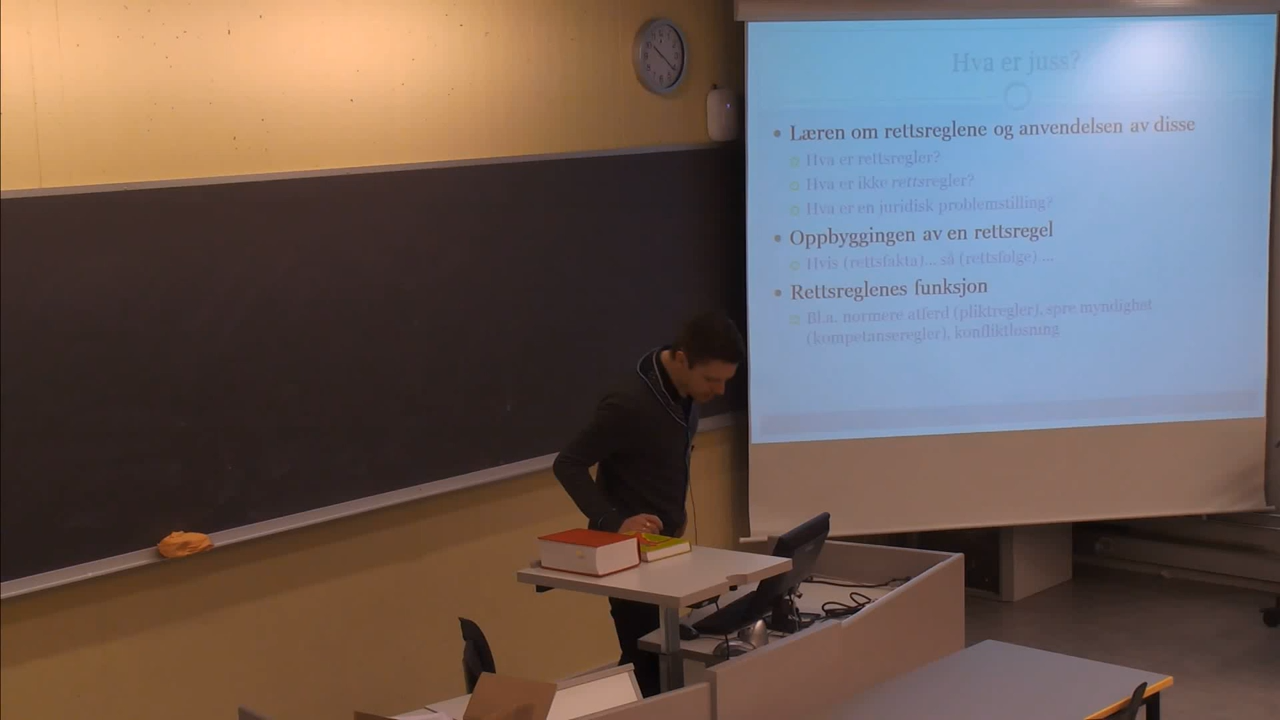 Hva er juss?
• Læren om rettsreglene og anvendelsen av disse
Hva er rettsregler?
Hva er ikke rettsregler?
Hva er en juridisk problemstilling?
• Oppbyggingen av en rettsregel
Hvis (rettsfakta)... så (rettsfølge) ...
• Rettsreglenes funksjon
Bl.a. normere atferd (pliktregler), spre myndighet
(kompetanseregler), konfliktløsning